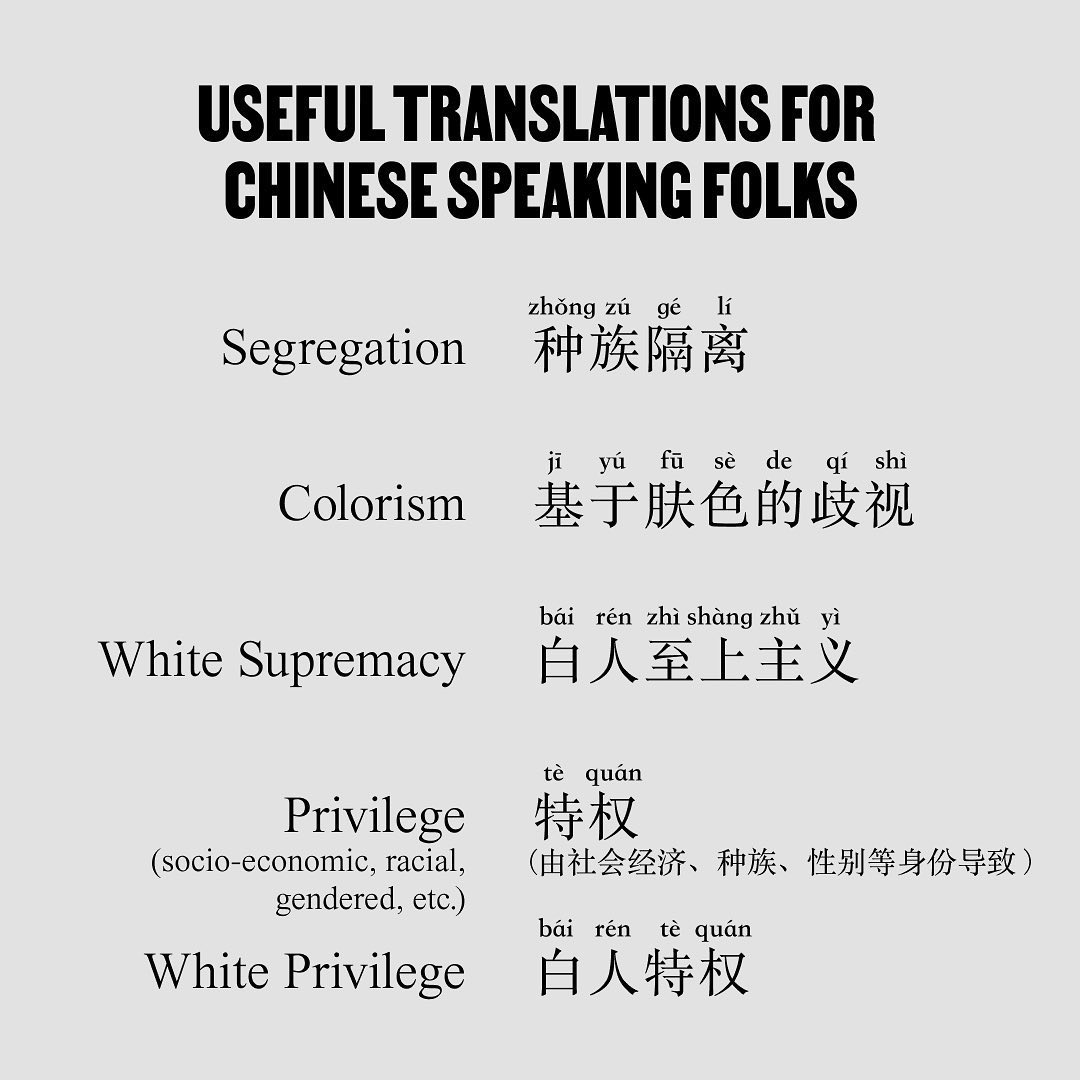 USEFUL TRANSLATIONS FOR
CHINESE SPEAKING FOLKS
zhǒng zú gé lí
Segregation 种族隔离
jī yú fū sè de qí shì
Colorism 基于肤色的歧视
bái rén zhì shàng zhǔ yì
White Supremacy 白人至上主义
tè quán
Privilege 特权
(socio-economic, racial, (由社会经济、种族、性别等身份导致)
gendered, etc.)
bái rén tè quán
White Privilege 白人特权